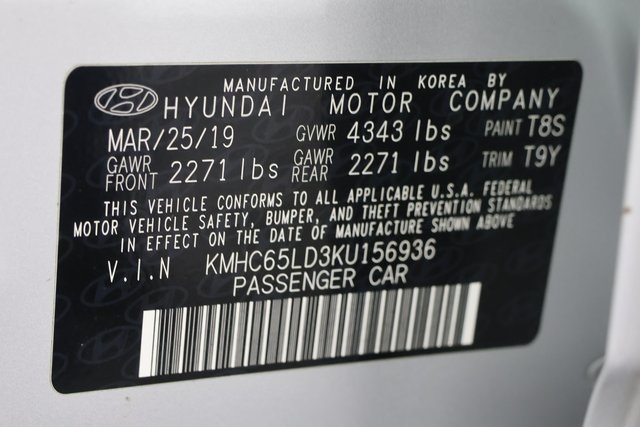 MANUFACTURED IN KOREA BY
HYUNDAI MOTOR COMPANY
MAR/25/19 GVWR 4343 lbs PAINT T8S
GAWR FRONT 2271 lbs GAWR REAR 2271 lbs TRIM T9Y
THIS VEHICLE CONFORMS TO ALL APPLICABLE U.S.A. FEDERAL
MOTOR VEHICLE SAFETY, BUMPER, AND THEFT PREVENTION STANDARDS
IN EFFECT ON THE DATE OF MANUFACTURE SHOWN ABOVE
V.I.N KMHC65LD3KU156936
PASSENGER CAR